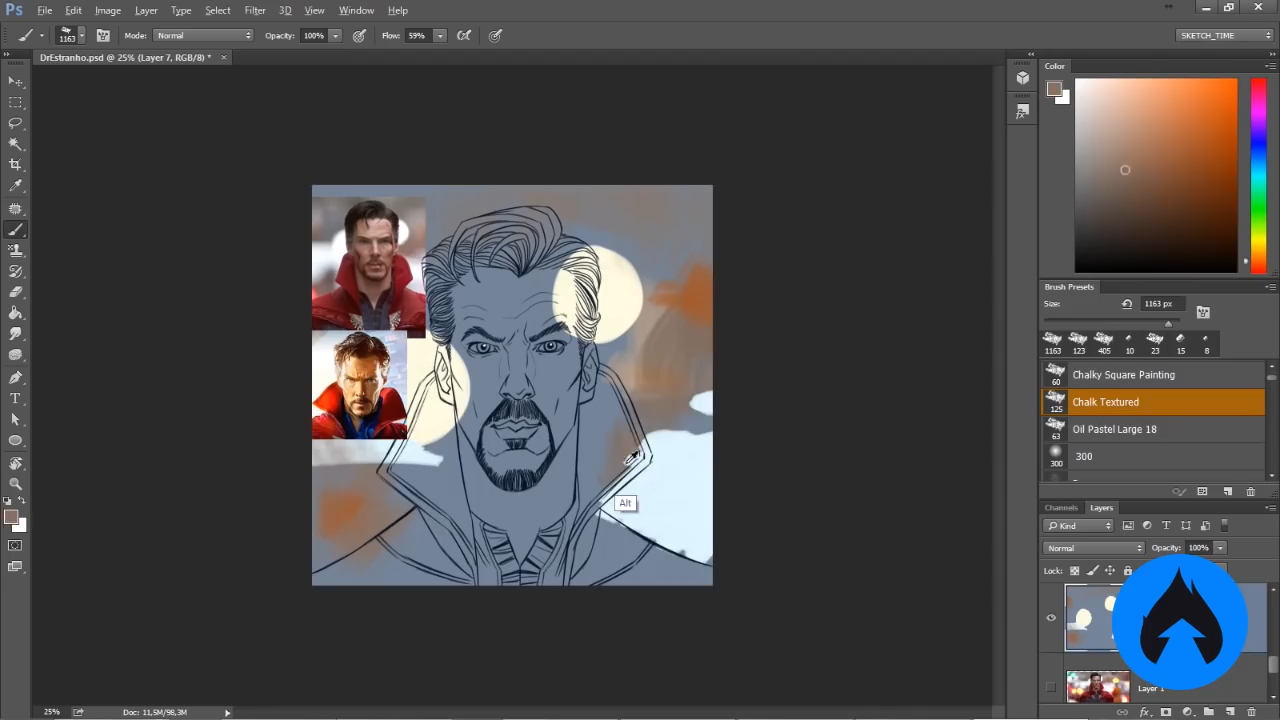 Ps File Edit Image Layer Type Select Filter 3D View Window Help
1163 Mode: Normal Opacity: 100% Flow: 59% SKETCH_TIME
DrEstranho.psd @ 25% (Layer 7, RGB/8) * ×
Color
Brush Presets
Size: 1163 px
1163 123 405 10 23 15 8
60 Chalky Square Painting
125 Chalk Textured
63 Oil Pastel Large 18
300 300
Alt
Channels Layers
Kind
Normal Opacity: 100%
Lock:
Layer 1
25% Doc: 11,5M/98,3M